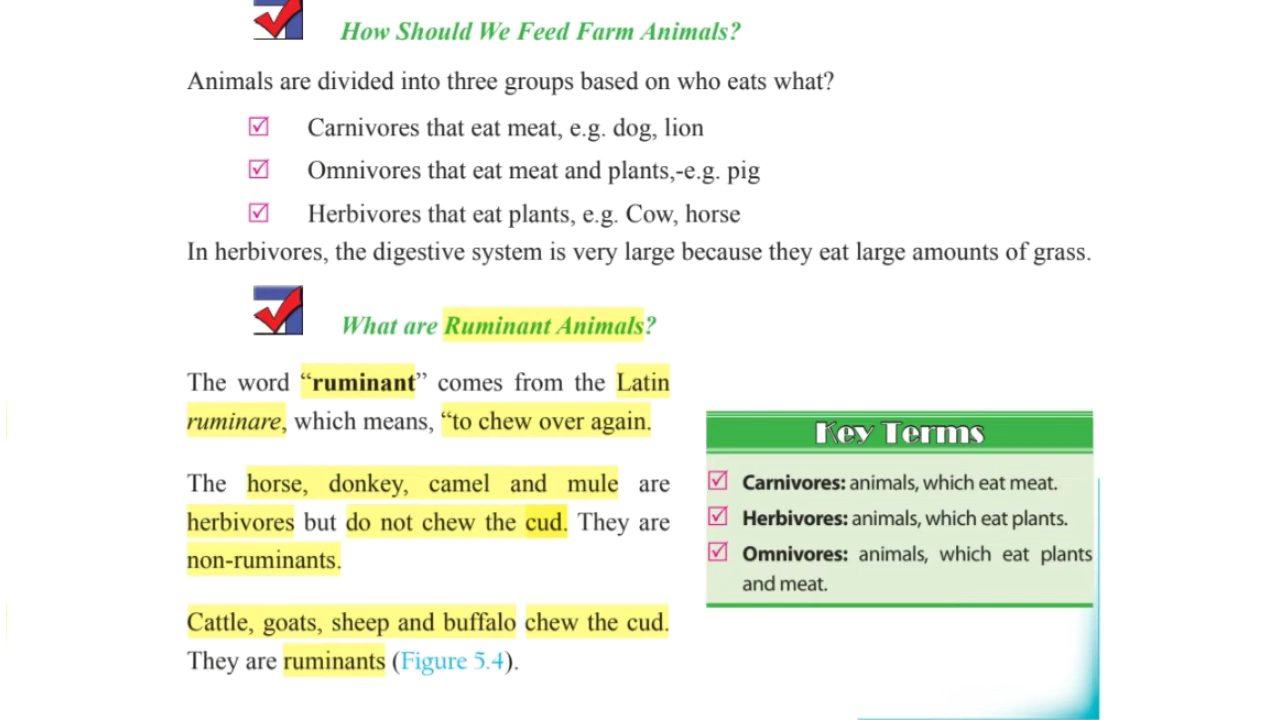 How Should We Feed Farm Animals?
Animals are divided into three groups based on who eats what?
Carnivores that eat meat, e.g. dog, lion
Omnivores that eat meat and plants,-e.g. pig
Herbivores that eat plants, e.g. Cow, horse
In herbivores, the digestive system is very large because they eat large amounts of grass.
What are Ruminant Animals?
The word “ruminant” comes from the Latin
ruminare, which means, “to chew over again.
The horse, donkey, camel and mule are
herbivores but do not chew the cud. They are
non-ruminants.
Cattle, goats, sheep and buffalo chew the cud.
They are ruminants (Figure 5.4).
Key Terms
Carnivores: animals, which eat meat.
Herbivores: animals, which eat plants.
Omnivores: animals, which eat plants
and meat.